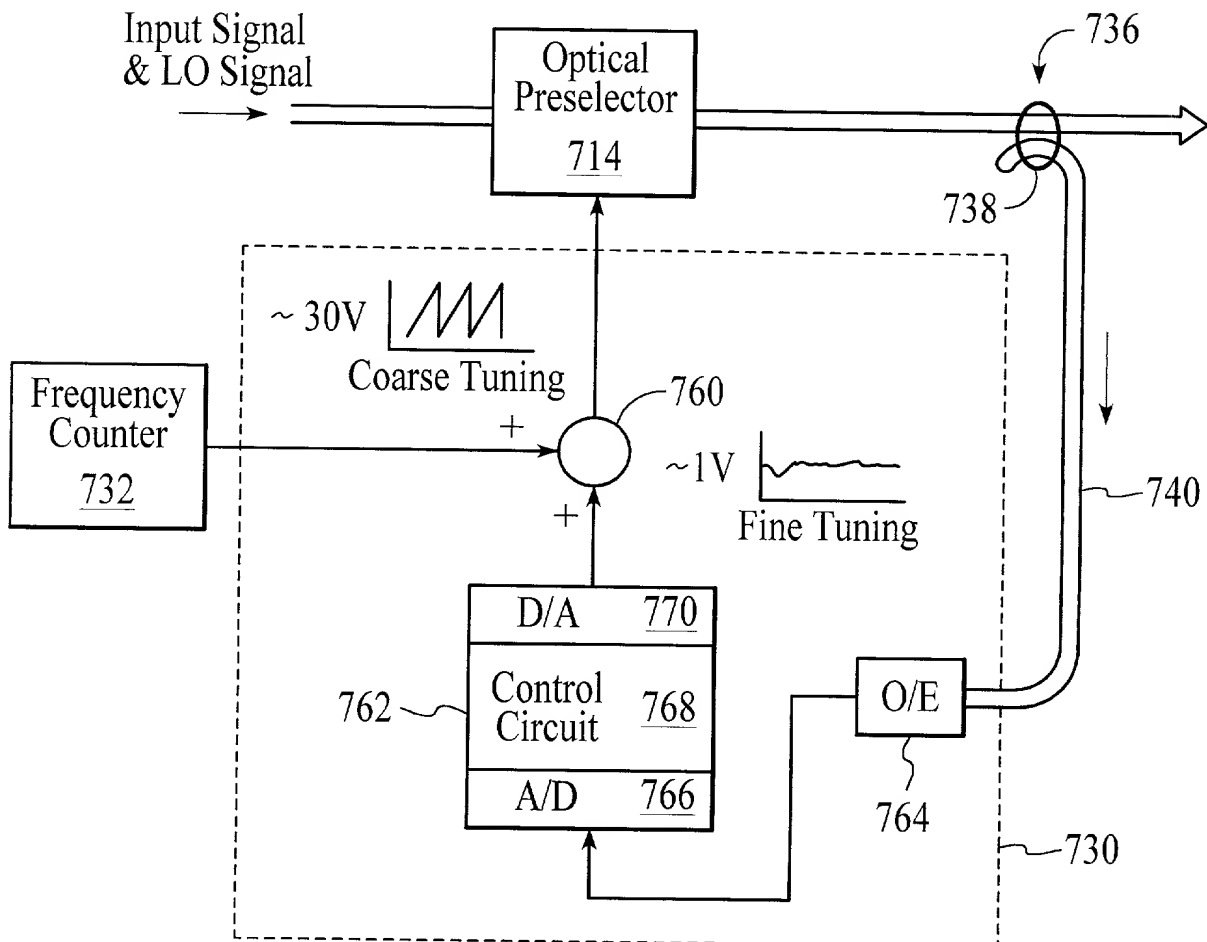 Input Signal
& LO Signal
Optical
Preselector
714
736
738
~ 30V
Coarse Tuning
Frequency
Counter
732
+
760
~1V
Fine Tuning
740
+
D/A 770
762
Control
Circuit
768
A/D 766
O/E
764
730